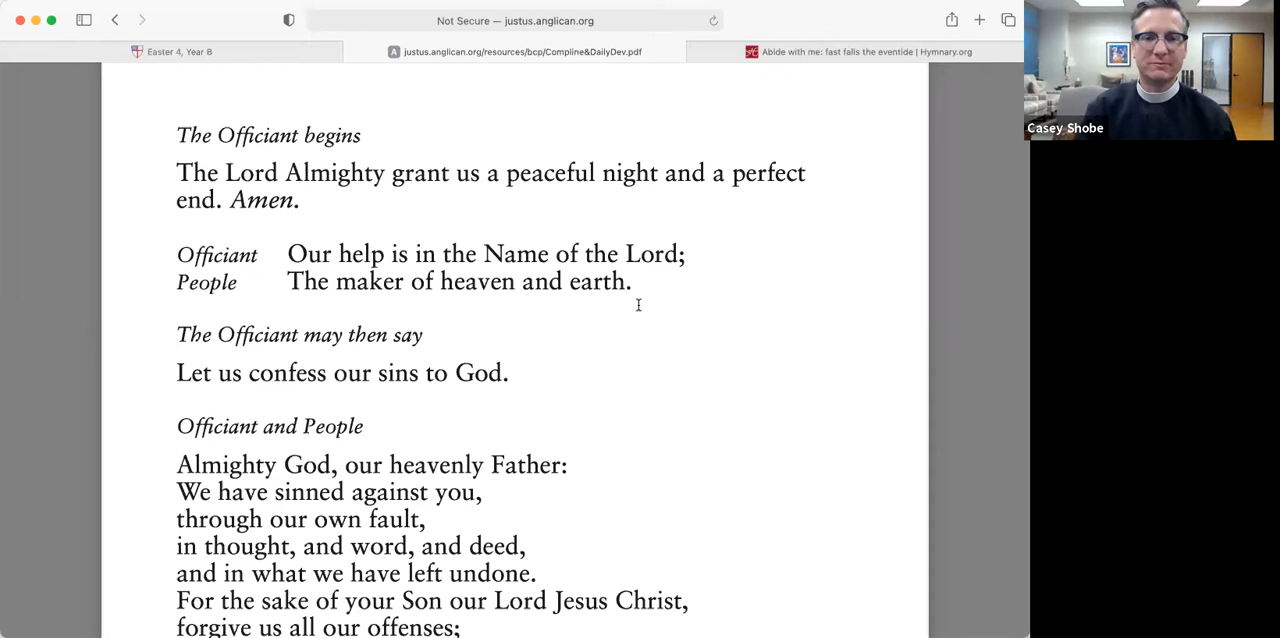 Not Secure — justus.anglican.org
Easter 4, Year B
A justus.anglican.org/resources/bcp/Compline&DailyDev.pdf
Abide with me: fast falls the eventide | Hymnary.org
Casey Shobe
The Officiant begins
The Lord Almighty grant us a peaceful night and a perfect
end. Amen.
Officiant Our help is in the Name of the Lord;
People The maker of heaven and earth.
The Officiant may then say
Let us confess our sins to God.
Officiant and People
Almighty God, our heavenly Father:
We have sinned against you,
through our own fault,
in thought, and word, and deed,
and in what we have left undone.
For the sake of your Son our Lord Jesus Christ,
forgive us all our offenses;